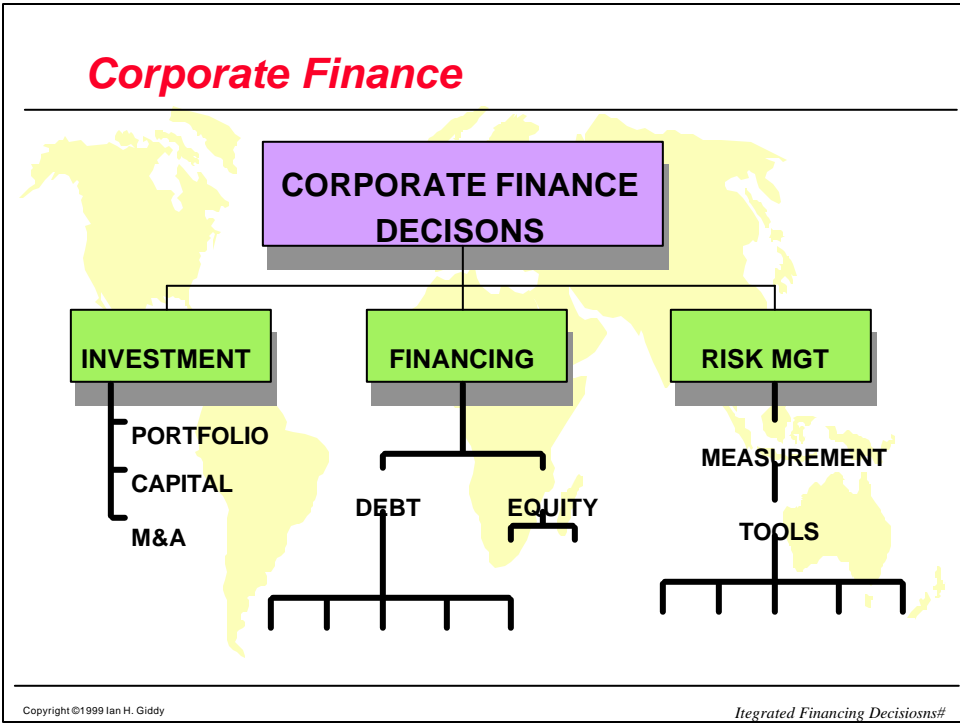 Corporate Finance
CORPORATE FINANCE
DECISONS
INVESTMENT
FINANCING
RISK MGT
PORTFOLIO
CAPITAL
M&A
DEBT
EQUITY
MEASUREMENT
TOOLS
Copyright ©1999 Ian H. Giddy
Itegrated Financing Decisiosns#